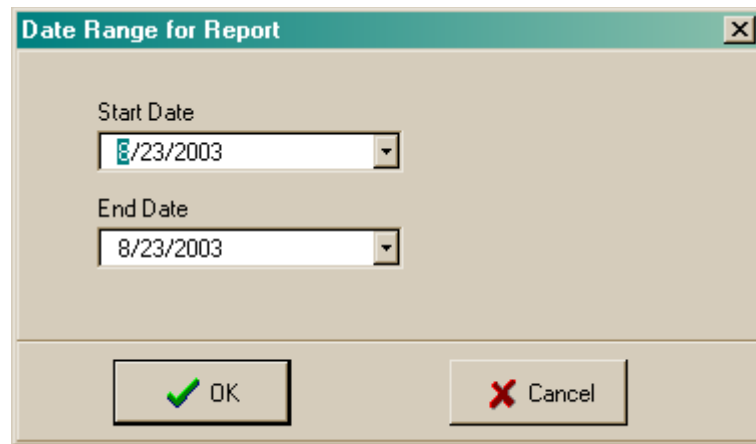 Date Range for Report
Start Date
8/23/2003
End Date
8/23/2003
OK
Cancel